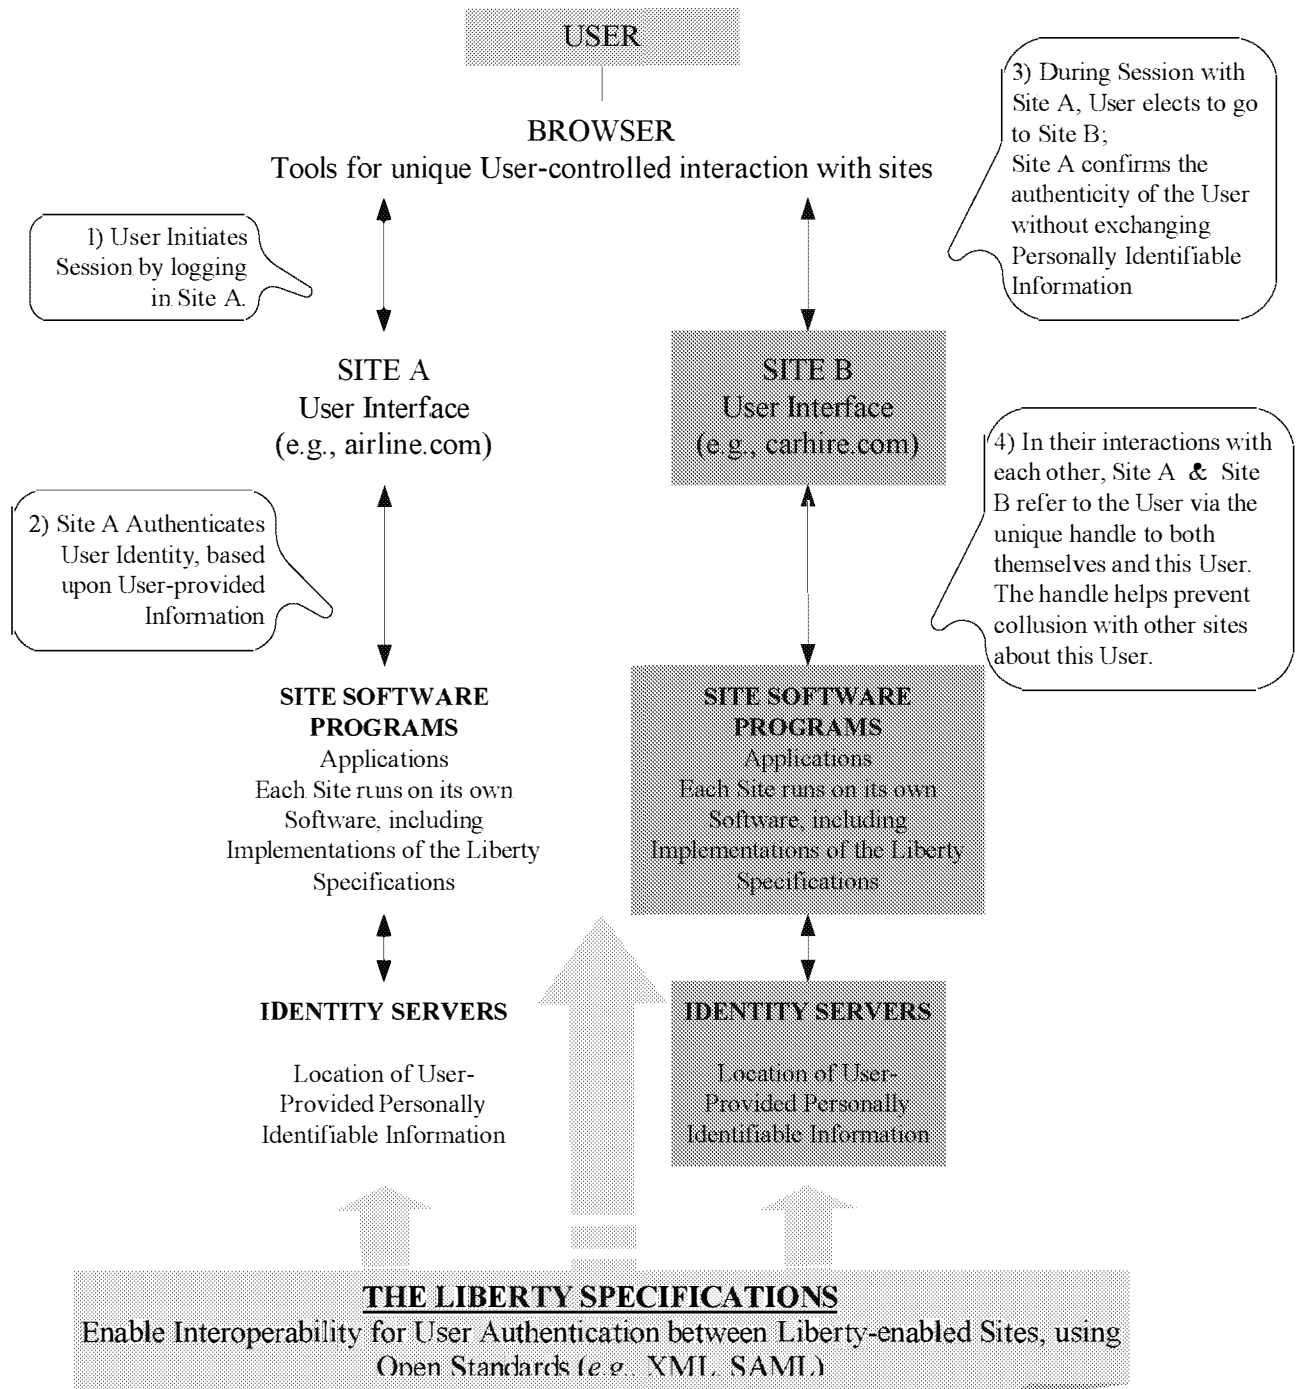 USER
BROWSER
Tools for unique User-controlled interaction with sites
1) User Initiates
Session by logging
in Site A.
3) During Session with
Site A, User elects to go
to Site B;
Site A confirms the
authenticity of the User
without exchanging
Personally Identifiable
Information
SITE A
User Interface
(e.g., airline.com)
SITE B
User Interface
(e.g., carhire.com)
2) Site A Authenticates
User Identity, based
upon User-provided
Information
4) In their interactions with
each other, Site A & Site
B refer to the User via the
unique handle to both
themselves and this User.
The handle helps prevent
collusion with other sites
about this User.
SITE SOFTWARE
PROGRAMS
Applications
Each Site runs on its own
Software, including
Implementations of the Liberty
Specifications
SITE SOFTWARE
PROGRAMS
Applications
Each Site runs on its own
Software, including
Implementations of the Liberty
Specifications
IDENTITY SERVERS
Location of User-
Provided Personally
Identifiable Information
IDENTITY SERVERS
Location of User-
Provided Personally
Identifiable Information
THE LIBERTY SPECIFICATIONS
Enable Interoperability for User Authentication between Liberty-enabled Sites, using
Open Standards (e.g., XML, SAML)